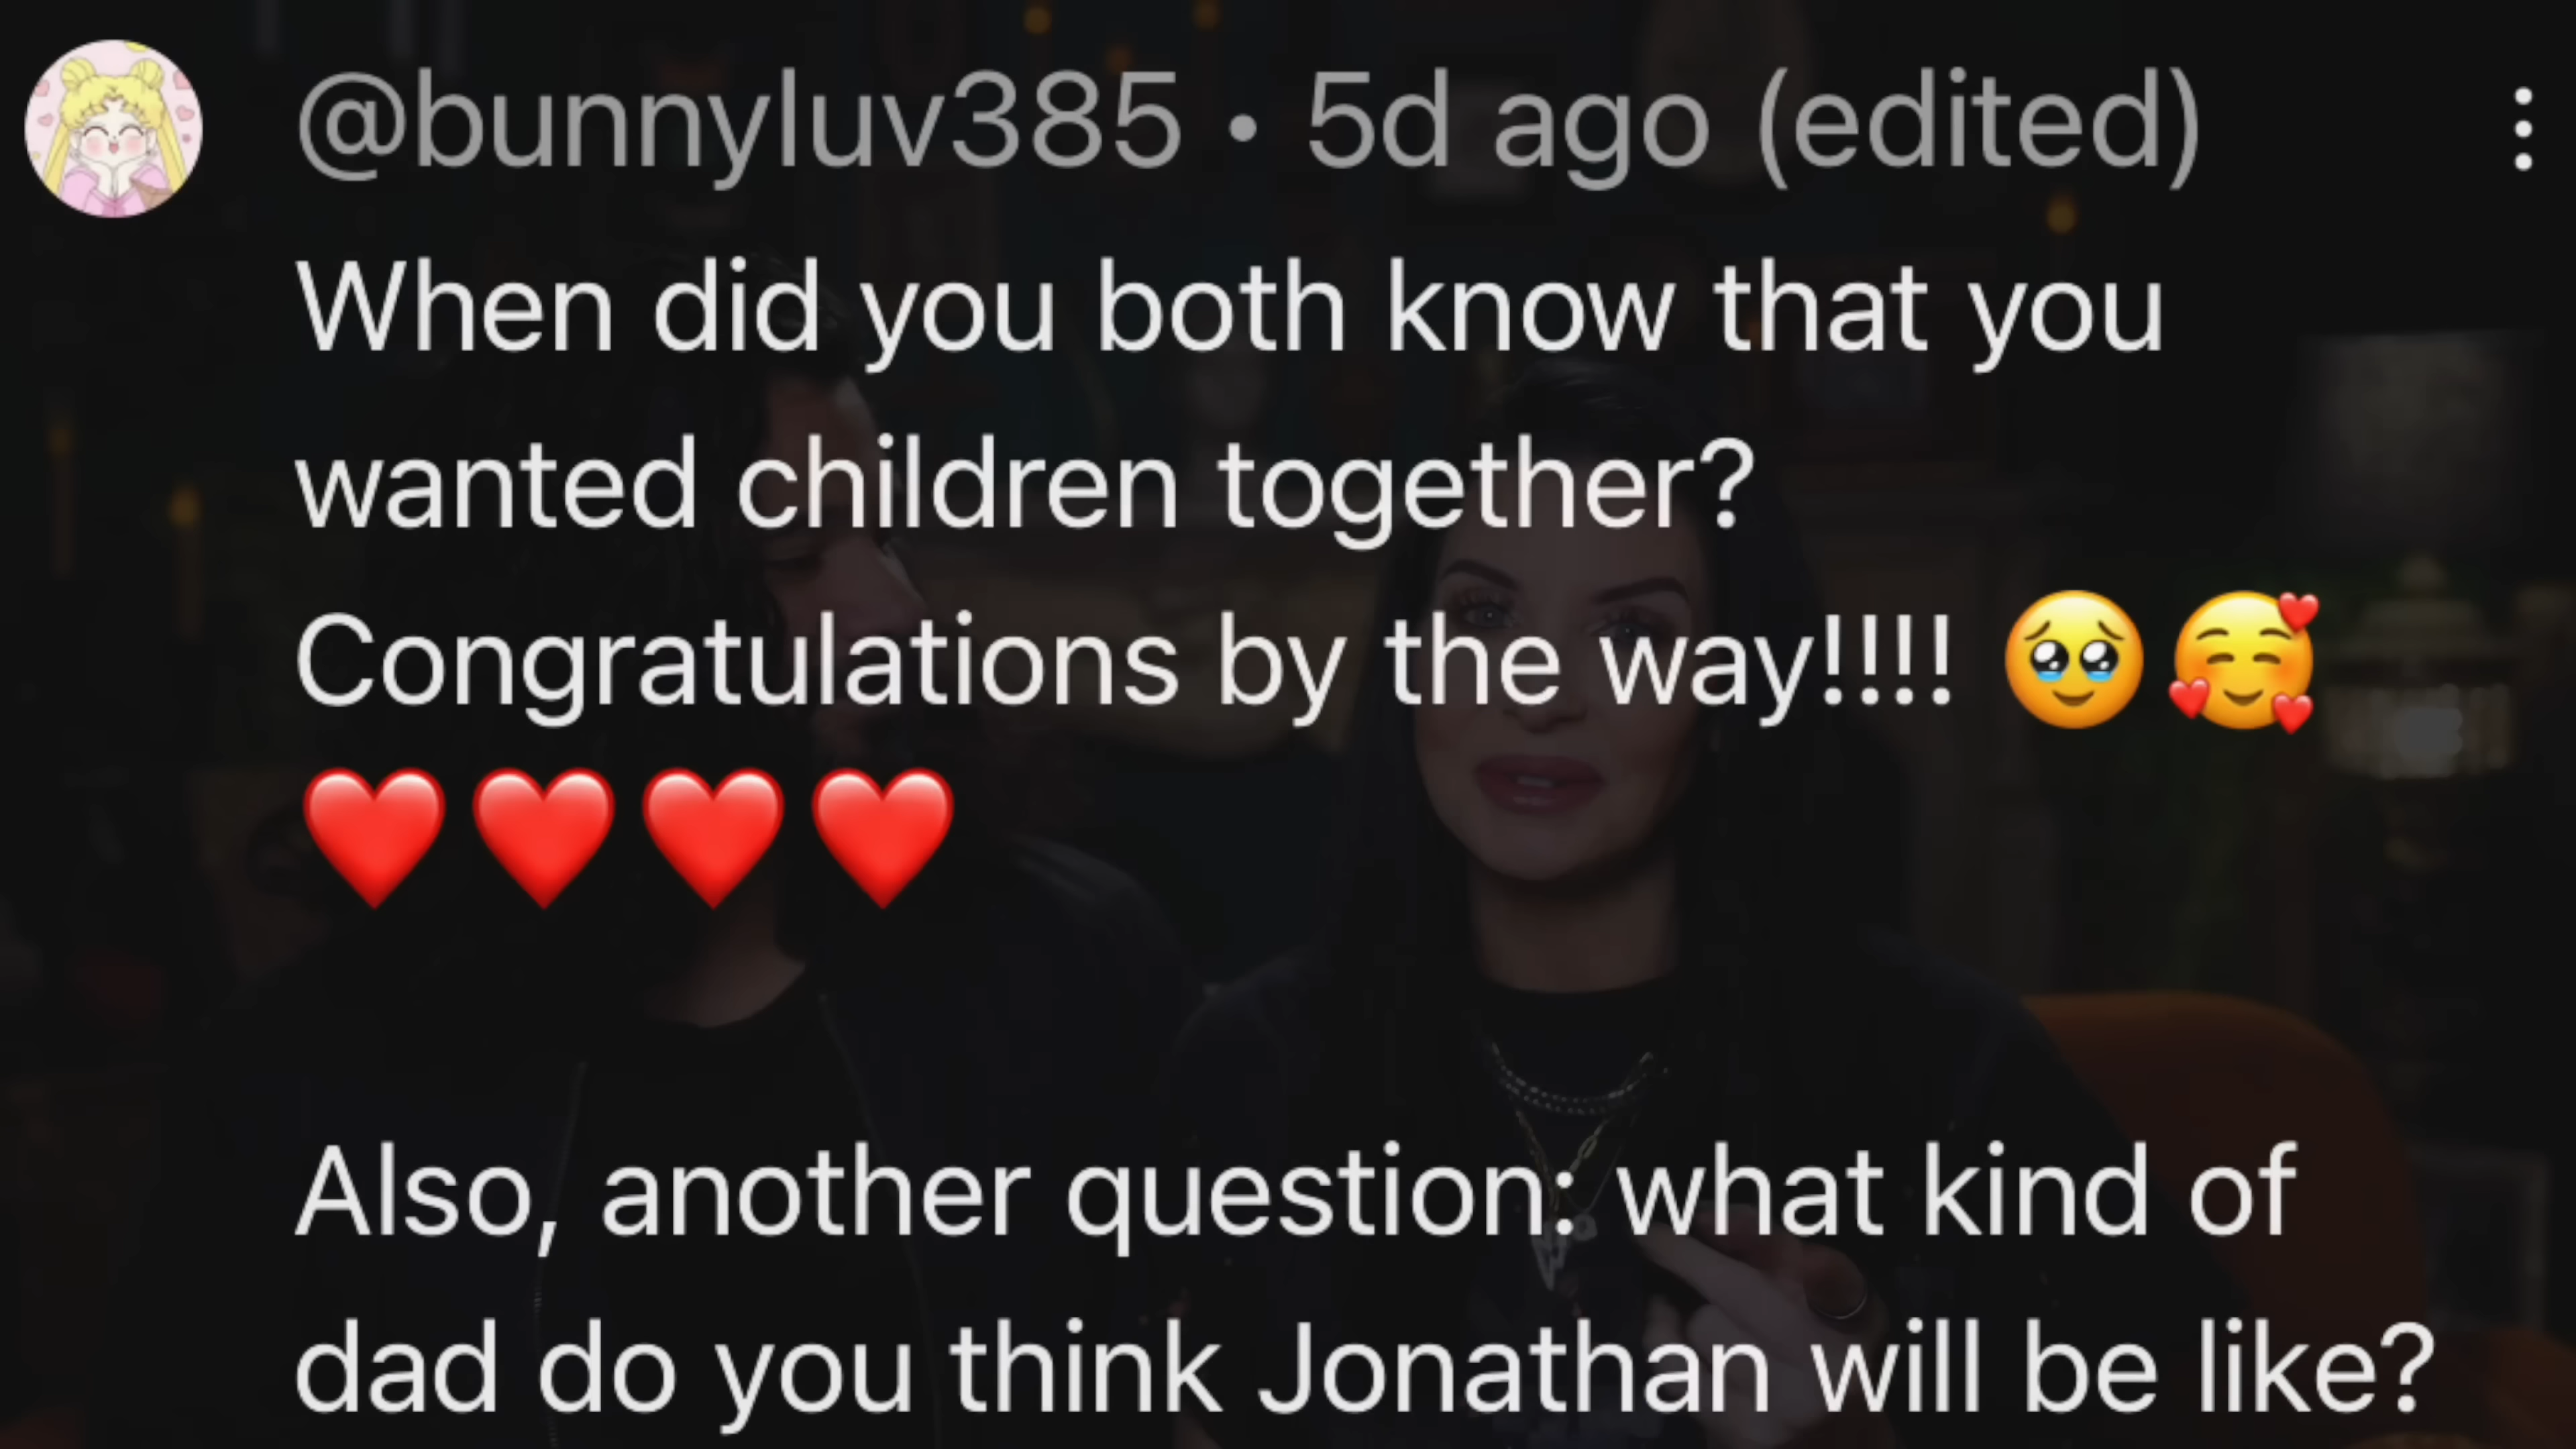 @bunnyluv385 • 5d ago (edited)
When did you both know that you
wanted children together?
Congratulations by the way!!!! 🥹🥰
❤️❤️❤️❤️
Also, another question: what kind of
dad do you think Jonathan will be like?